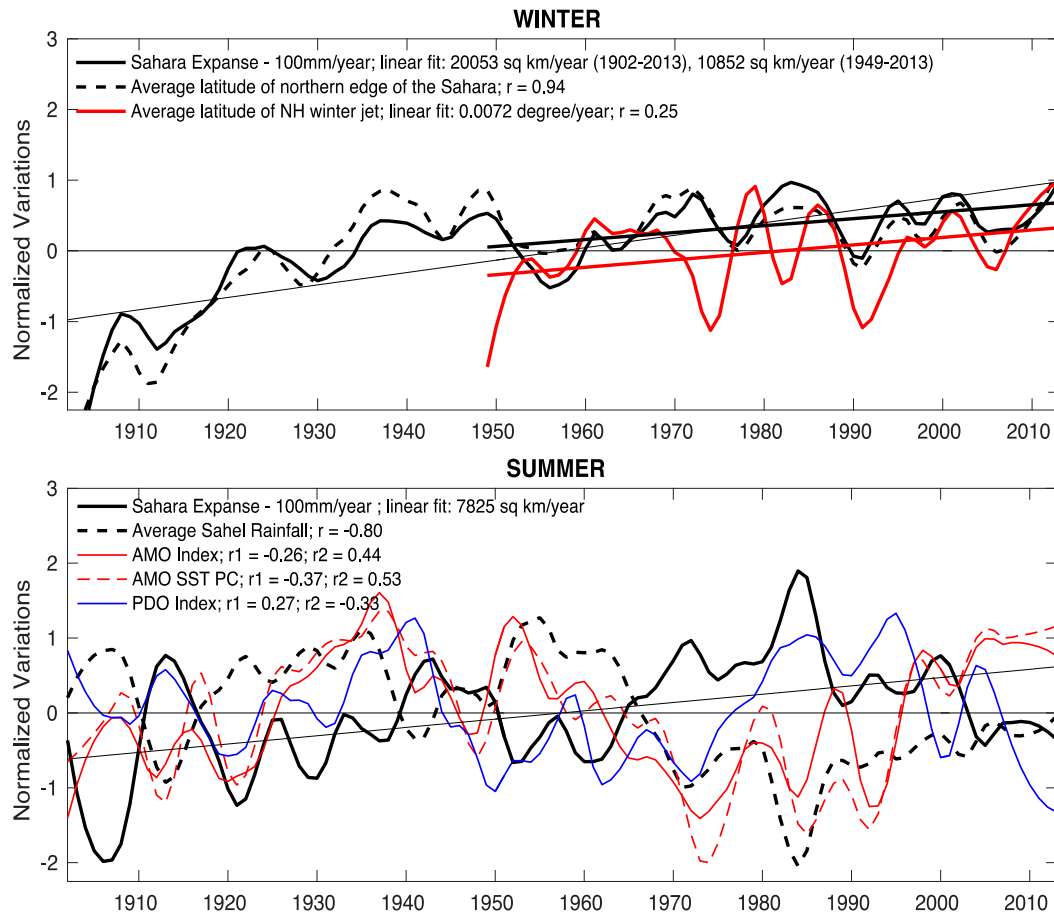 WINTER
3
Sahara Expanse - 100mm/year; linear fit: 20053 sq km/year (1902-2013), 10852 sq km/year (1949-2013)
Average latitude of northern edge of the Sahara; r = 0.94
Average latitude of NH winter jet; linear fit: 0.0072 degree/year; r = 0.25
2
1
0
-1
-2
Normalized Variations
1910 1920 1930 1940 1950 1960 1970 1980 1990 2000 2010
SUMMER
3
Sahara Expanse - 100mm/year ; linear fit: 7825 sq km/year
Average Sahel Rainfall; r = -0.80
AMO Index; r1 = -0.26; r2 = 0.44
AMO SST PC; r1 = -0.37; r2 = 0.53
PDO Index; r1 = 0.27; r2 = -0.33
2
1
0
-1
-2
Normalized Variations
1910 1920 1930 1940 1950 1960 1970 1980 1990 2000 2010